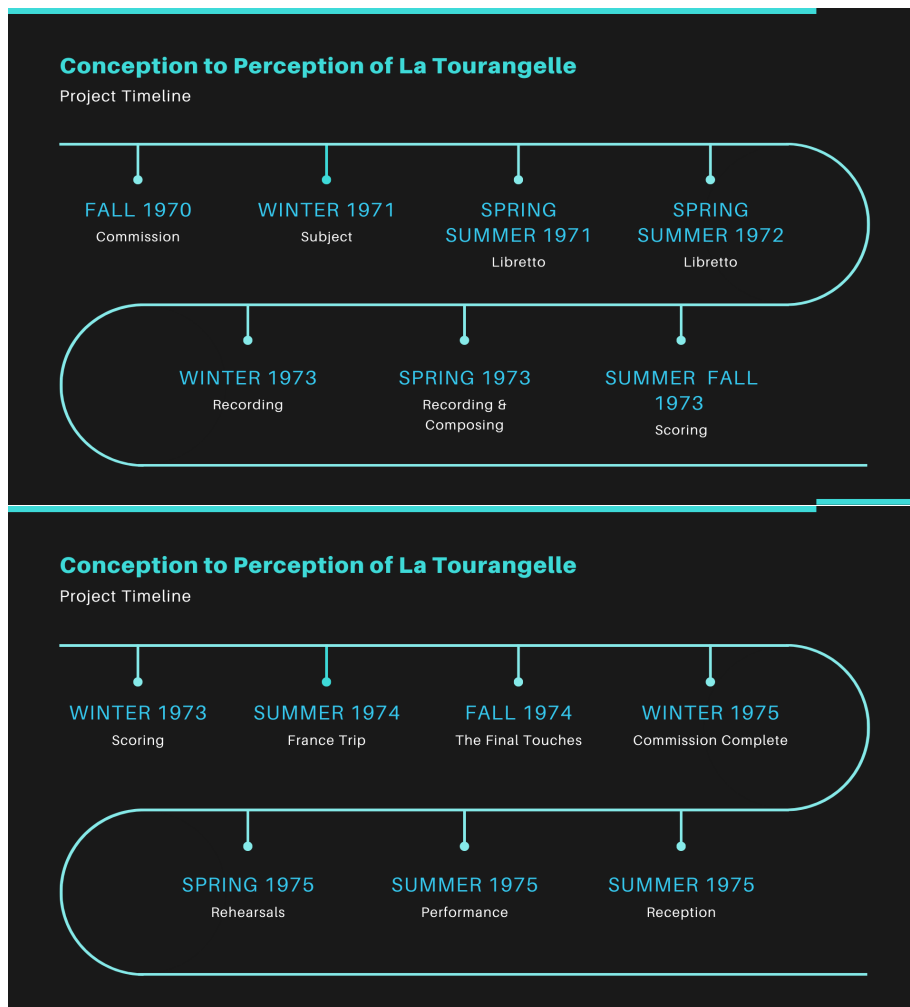 Conception to Perception of La Tourangelle
Project Timeline
FALL 1970
Commission
WINTER 1971
Subject
SPRING
SUMMER 1971
Libretto
SPRING
SUMMER 1972
Libretto
WINTER 1973
Recording
SPRING 1973
Recording &
Composing
SUMMER FALL
1973
Scoring
Conception to Perception of La Tourangelle
Project Timeline
WINTER 1973
Scoring
SUMMER 1974
France Trip
FALL 1974
The Final Touches
WINTER 1975
Commission Complete
SPRING 1975
Rehearsals
SUMMER 1975
Performance
SUMMER 1975
Reception